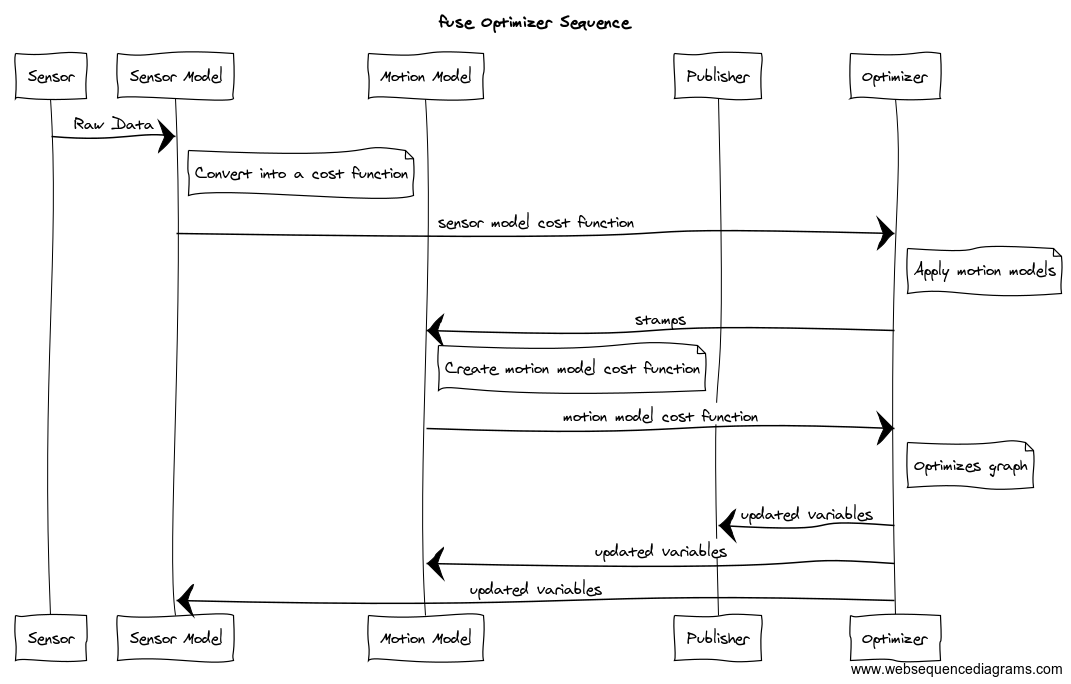 fuse Optimizer Sequence
Sensor
Sensor Model
Motion Model
Publisher
Optimizer
Raw Data
Convert into a cost function
sensor model cost function
Apply motion models
stamps
Create motion model cost function
motion model cost function
Optimizes graph
updated variables
updated variables
updated variables
Sensor
Sensor Model
Motion Model
Publisher
Optimizer
www.websequencediagrams.com